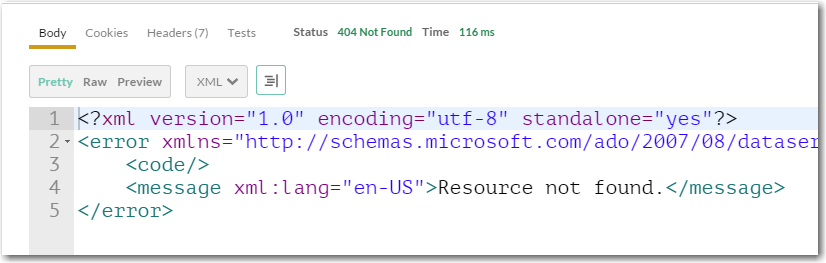 Body Cookies Headers (7) Tests Status 404 Not Found Time 116 ms
Pretty Raw Preview XML
1 <?xml version="1.0" encoding="utf-8" standalone="yes"?>
2 <error xmlns="http://schemas.microsoft.com/ado/2007/08/dataser
3 <code/>
4 <message xml:lang="en-US">Resource not found.</message>
5 </error>